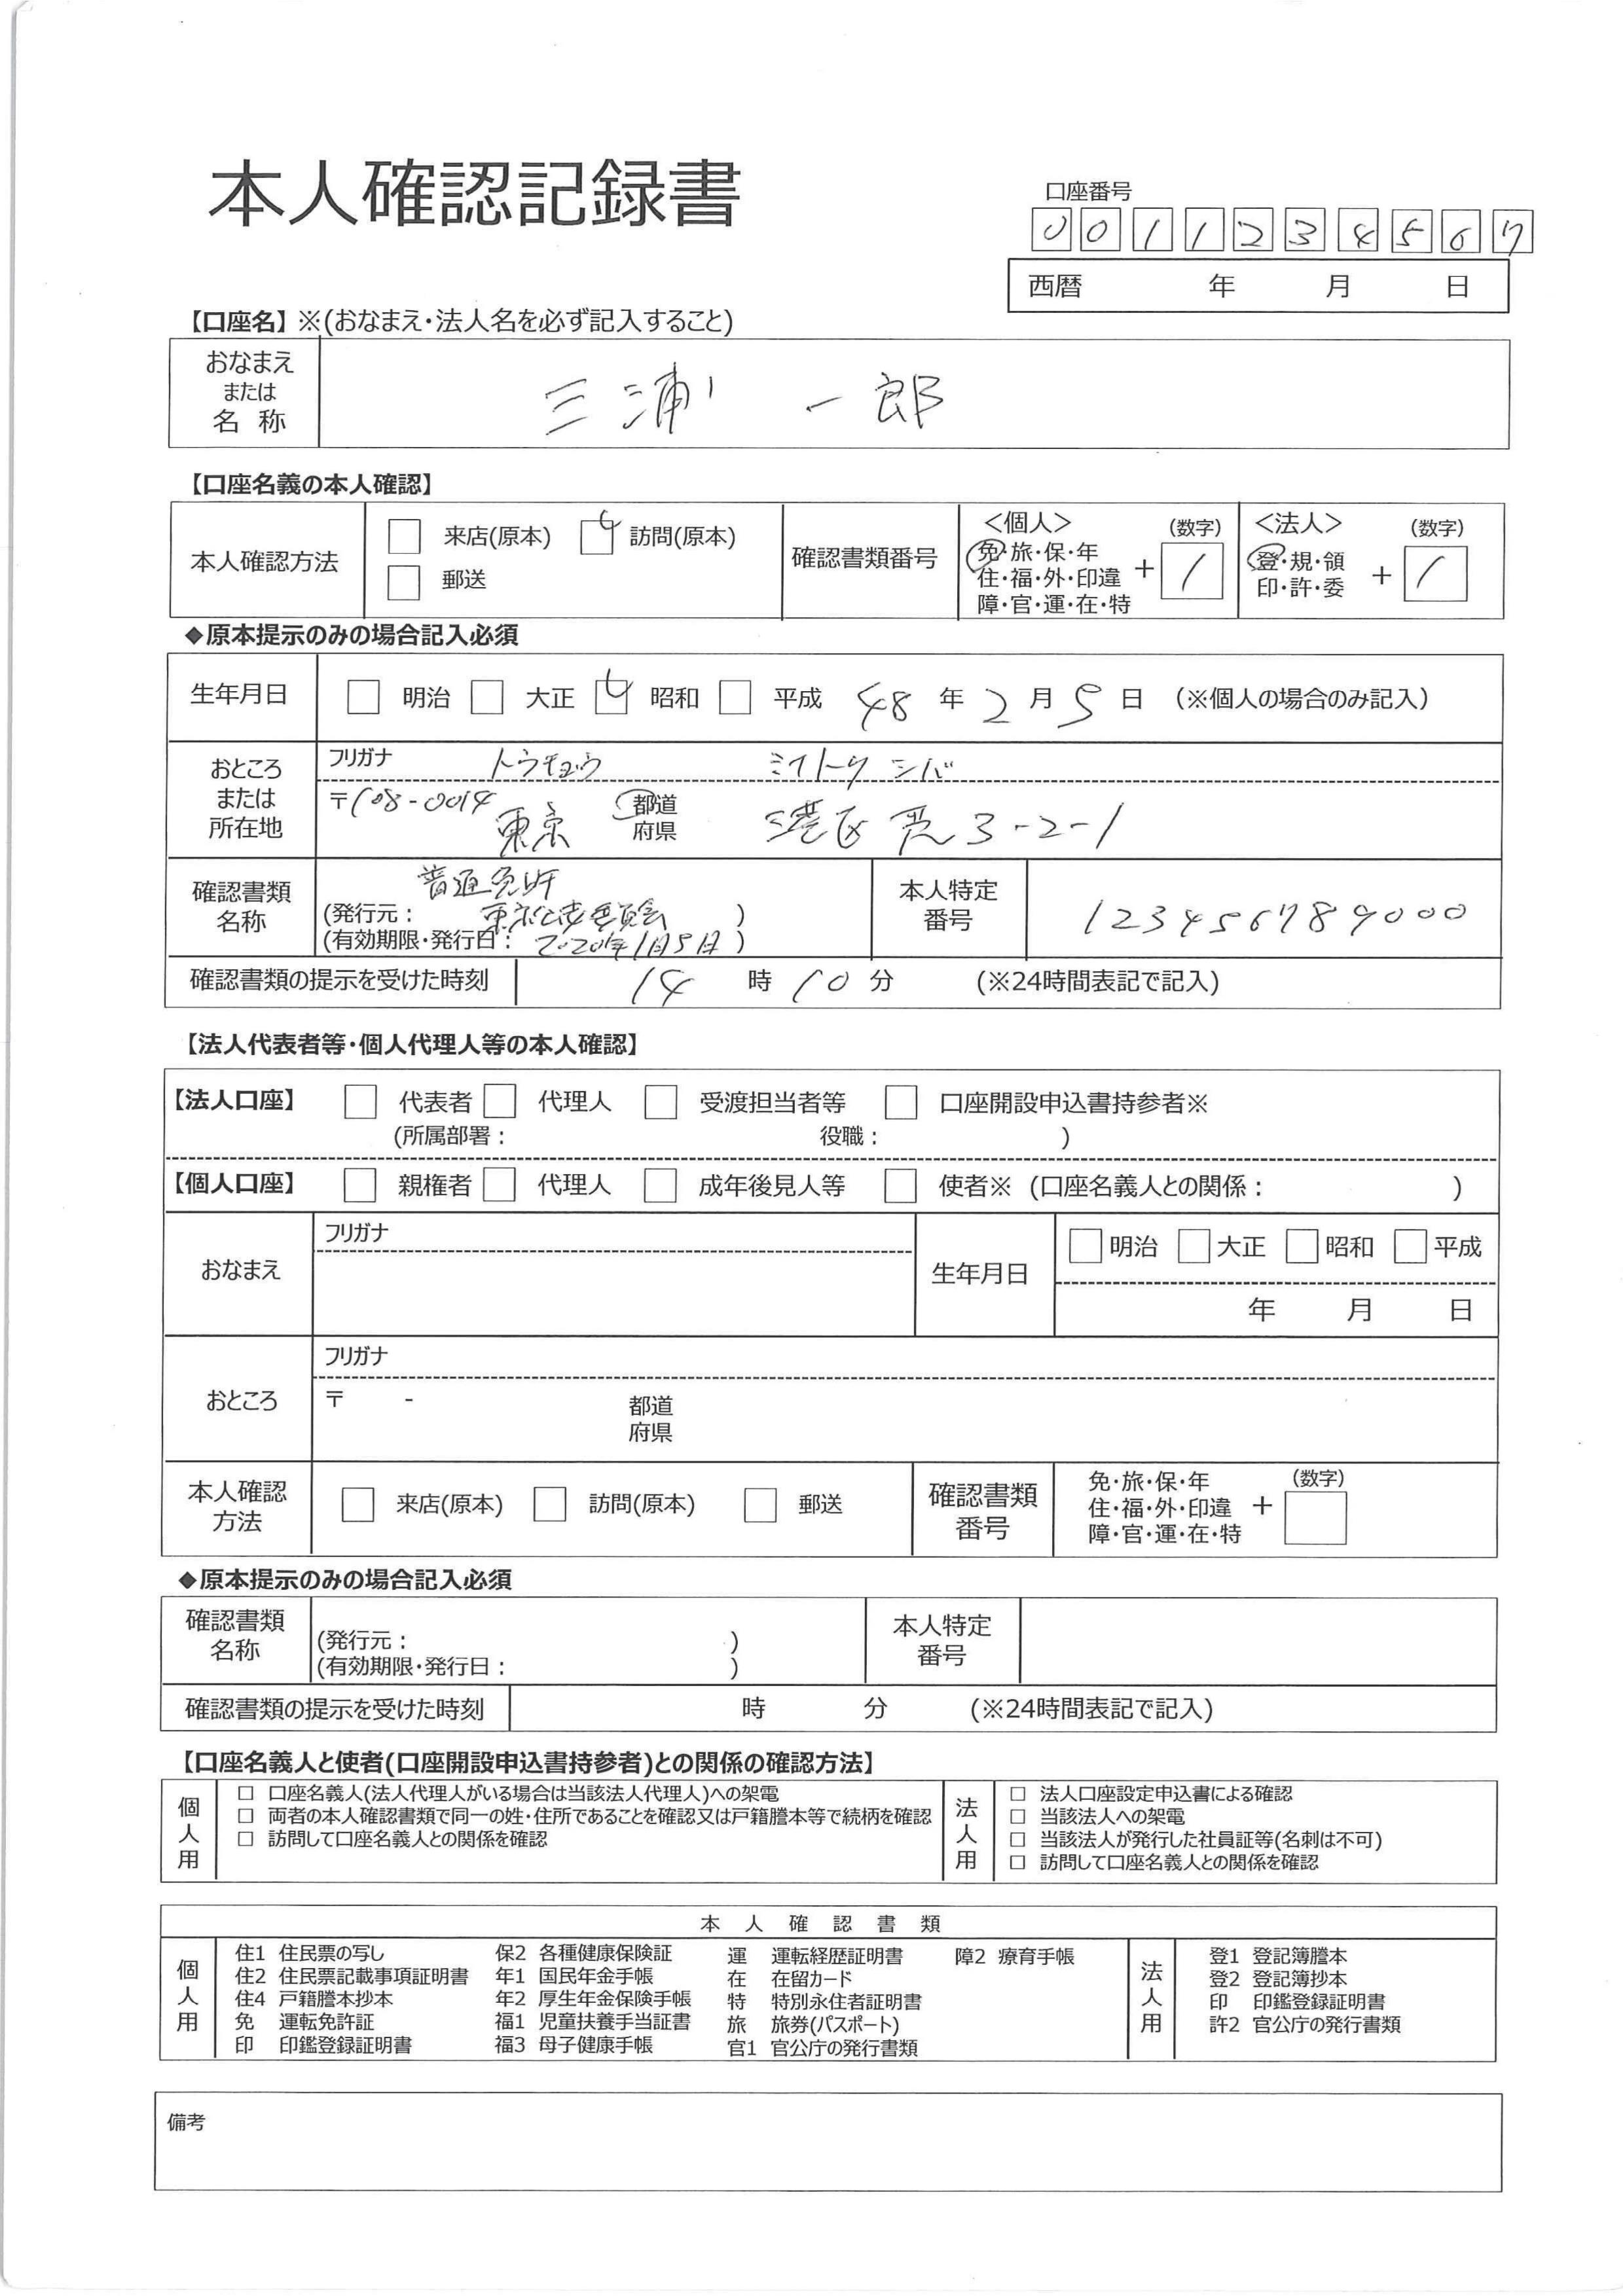 本人確認記録書
口座番号
0011234567
西暦 年 月 日
【口座名】※(おなまえ・法人名を必ず記入すること)
おなまえ
または
名 称
三浦 一郎
【口座名義の本人確認】
本人確認方法
□ 来店(原本) ☑ 訪問(原本)
□ 郵送
確認書類番号
<個人> (数字)
免・旅・保・年
住・福・外・印違 + 1
障・官・運・在・特
<法人> (数字)
登・規・領
印・許・委 + 1
◆原本提示のみの場合記入必須
生年月日 □ 明治 □ 大正 ☑ 昭和 □ 平成 48 年 2 月 5 日 (※個人の場合のみ記入)
おところ
または
所在地
フリガナ トウキョウ ミナトク シバ
〒108-0014 東京 都道府県 港区芝3-2-1
確認書類
名称
普通免許
(発行元: 東京公安委員会 )
(有効期限・発行日: 2020年1月5日 )
本人特定
番号
123456789000
確認書類の提示を受けた時刻 14 時 10 分 (※24時間表記で記入)
【法人代表者等・個人代理人等の本人確認】
【法人口座】 □ 代表者 □ 代理人 □ 受渡担当者等 □ 口座開設申込書持参者※
(所属部署: 役職: )
【個人口座】 □ 親権者 □ 代理人 □ 成年後見人等 □ 使者※ (口座名義人との関係: )
おなまえ
フリガナ
生年月日
□ 明治 □ 大正 □ 昭和 □ 平成
年 月 日
おところ
フリガナ
〒 - 都道府県
本人確認
方法
□ 来店(原本) □ 訪問(原本) □ 郵送
確認書類
番号
免・旅・保・年 (数字)
住・福・外・印違 +
障・官・運・在・特
◆原本提示のみの場合記入必須
確認書類
名称
(発行元: )
(有効期限・発行日: )
本人特定
番号
確認書類の提示を受けた時刻 時 分 (※24時間表記で記入)
【口座名義人と使者(口座開設申込書持参者)との関係の確認方法】
個人用
□ 口座名義人(法人代理人がいる場合は当該法人代理人)への架電
□ 両者の本人確認書類で同一の姓・住所であることを確認又は戸籍謄本等で続柄を確認
□ 訪問して口座名義人との関係を確認
法人用
□ 法人口座設定申込書による確認
□ 当該法人への架電
□ 当該法人が発行した社員証等(名刺は不可)
□ 訪問して口座名義人との関係を確認
本 人 確 認 書 類
個人用
住1 住民票の写し
住2 住民票記載事項証明書
住4 戸籍謄本抄本
免 運転免許証
印 印鑑登録証明書
保2 各種健康保険証
年1 国民年金手帳
年2 厚生年金保険手帳
福1 児童扶養手当証書
福3 母子健康手帳
運 運転経歴証明書
在 在留カード
特 特別永住者証明書
旅 旅券(パスポート)
官1 官公庁の発行書類
障2 療育手帳
法人用
登1 登記簿謄本
登2 登記簿抄本
印 印鑑登録証明書
許2 官公庁の発行書類
備考